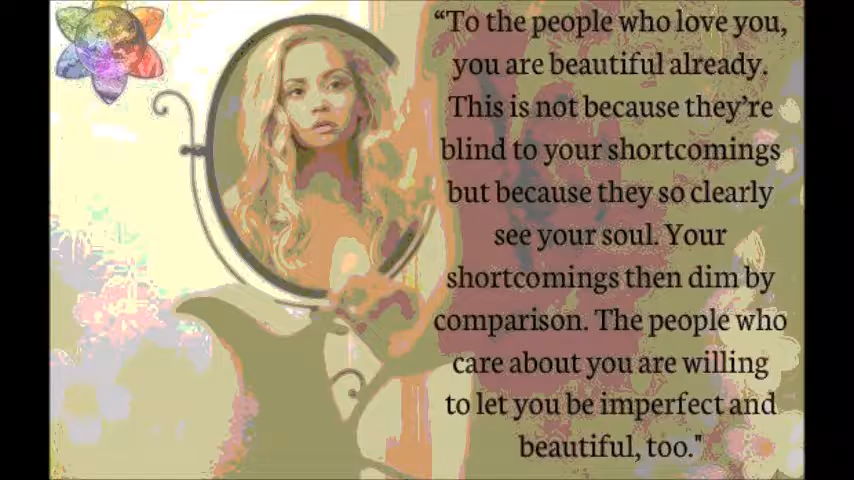 “To the people who love you,
you are beautiful already.
This is not because they’re
blind to your shortcomings
but because they so clearly
see your soul. Your
shortcomings then dim by
comparison. The people who
care about you are willing
to let you be imperfect and
beautiful, too."